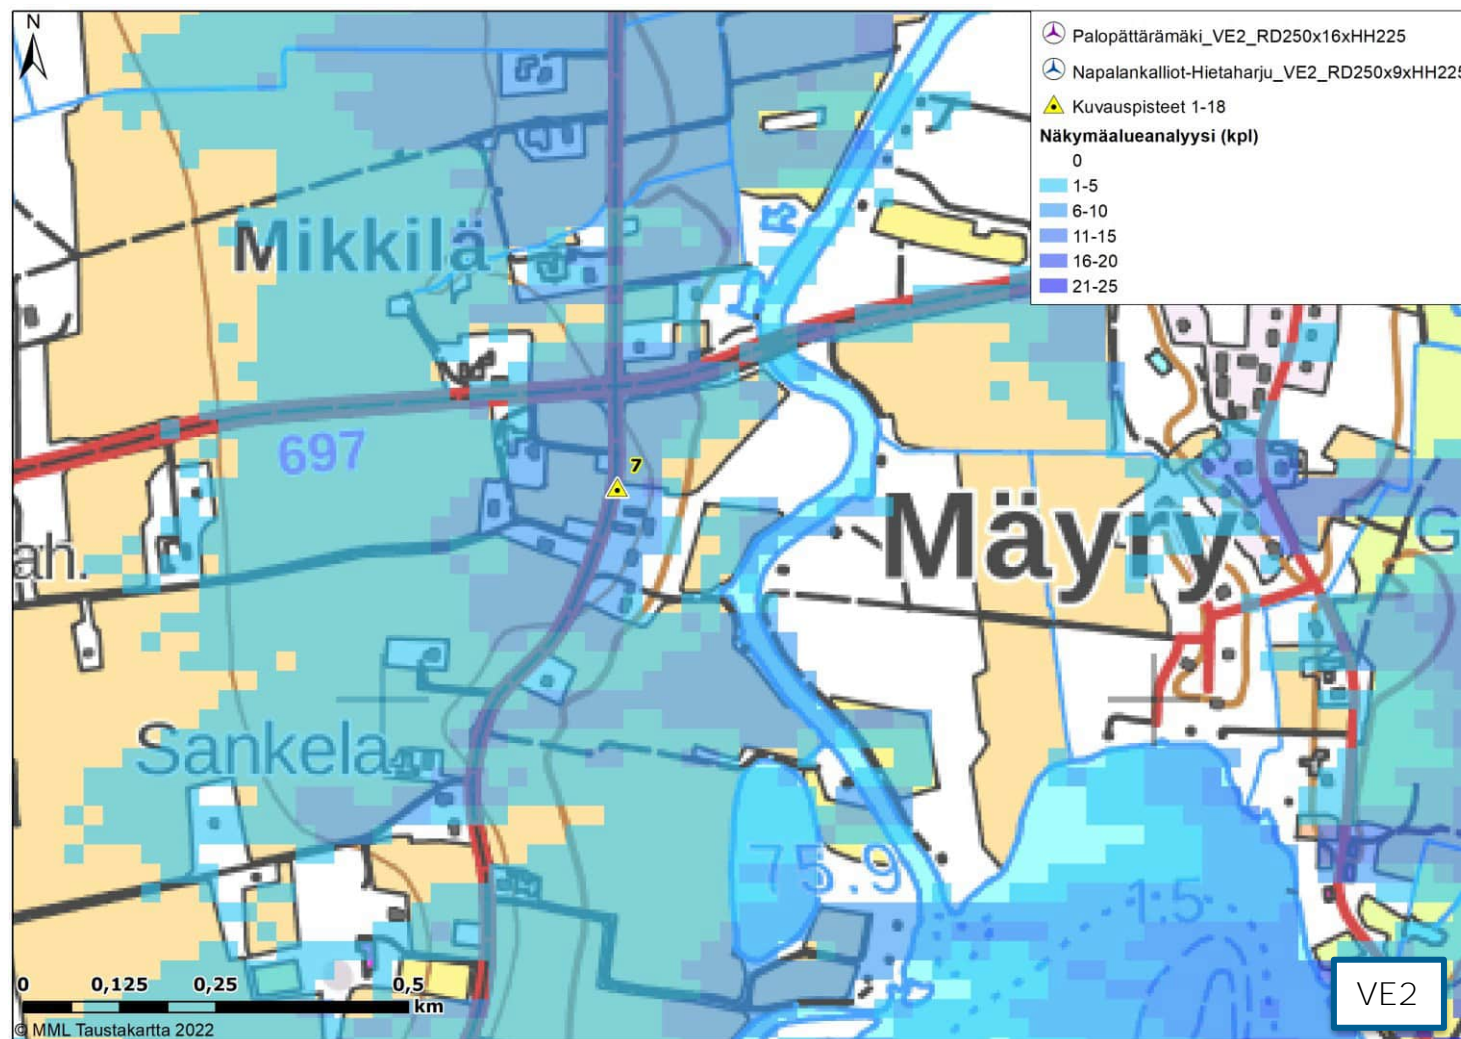 N
Palopättärämäki_VE2_RD250x16xHH225
Napalankalliot-Hietaharju_VE2_RD250x9xHH225
Kuvauspisteet 1-18
Näkymäalueanalyysi (kpl)
0
1-5
6-10
11-15
16-20
21-25
Mikkilä
697
7
Mäyry
G
ah.
Sankela
75.9
1.5
0 0,125 0,25 0,5
km
VE2
© MML Taustakartta 2022